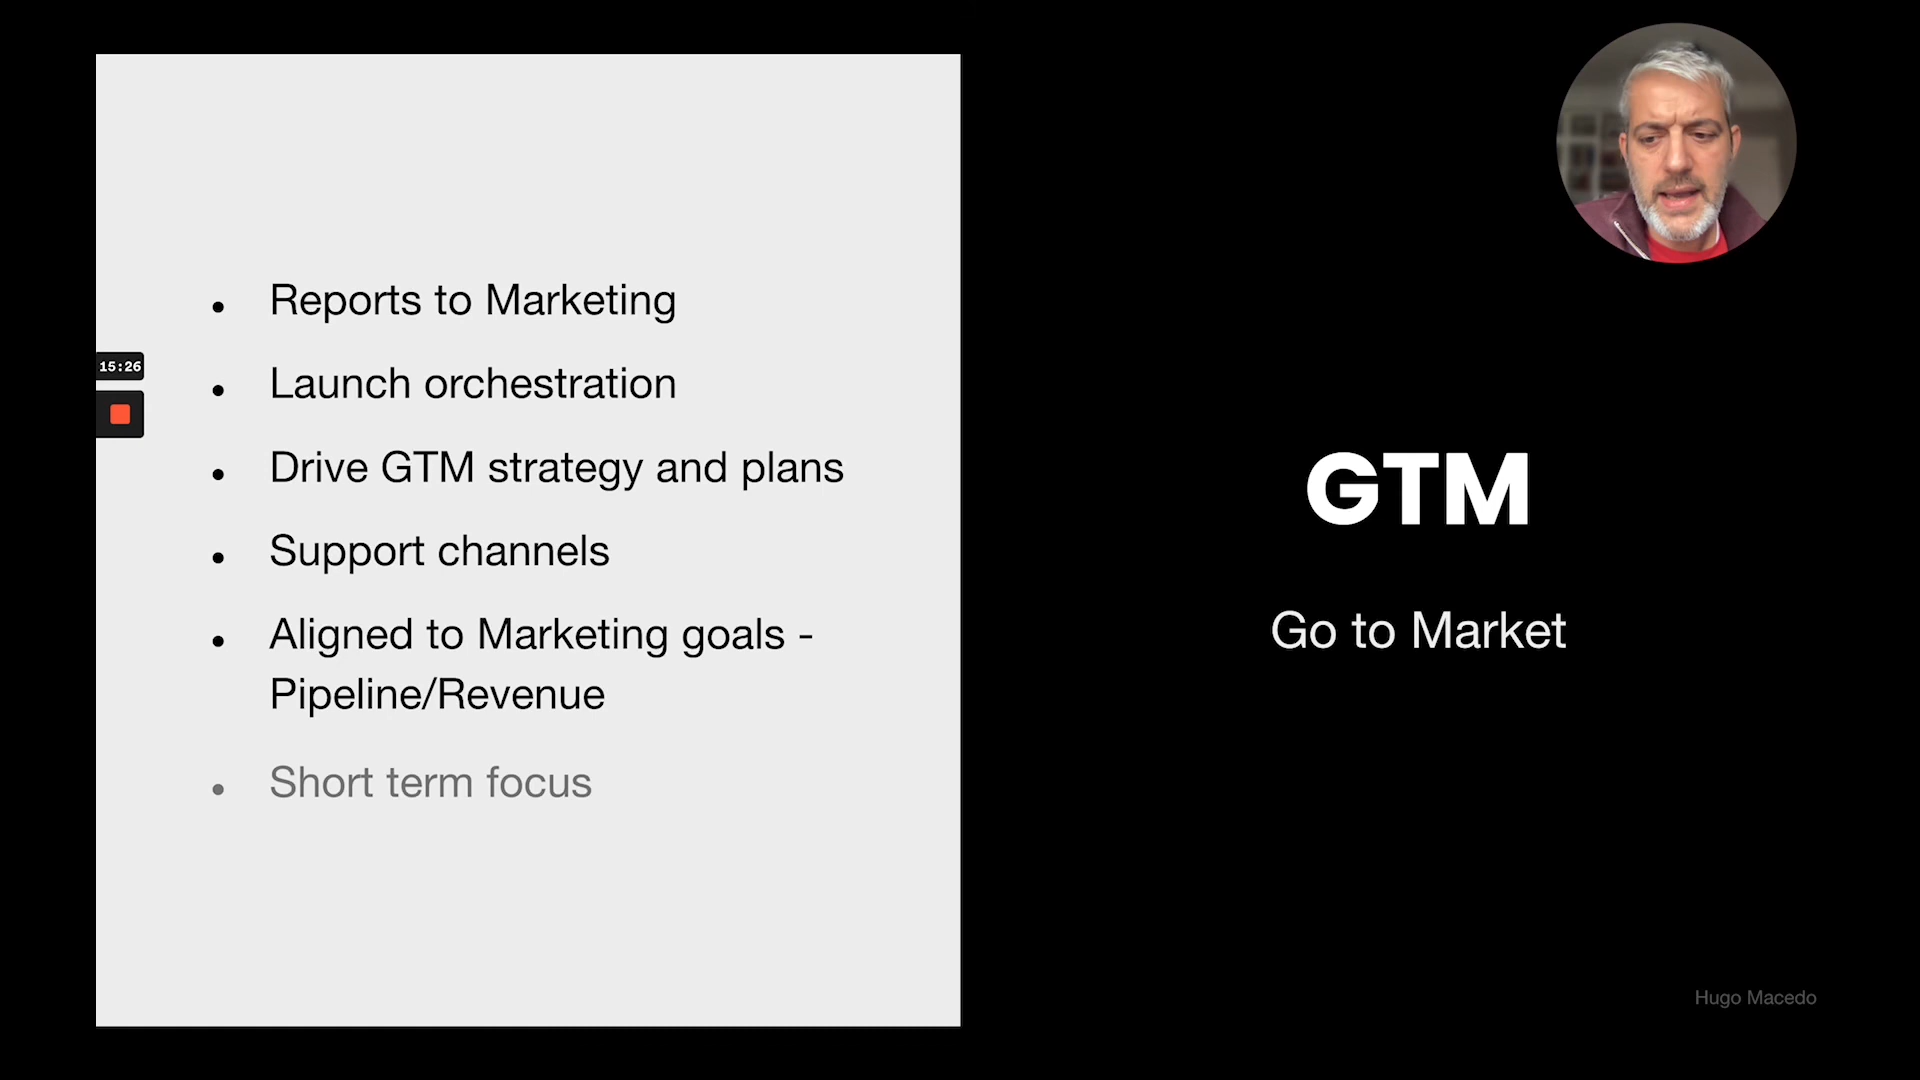 • Reports to Marketing
• Launch orchestration
• Drive GTM strategy and plans
• Support channels
• Aligned to Marketing goals -
Pipeline/Revenue
• Short term focus
15:26
GTM
Go to Market
Hugo Macedo